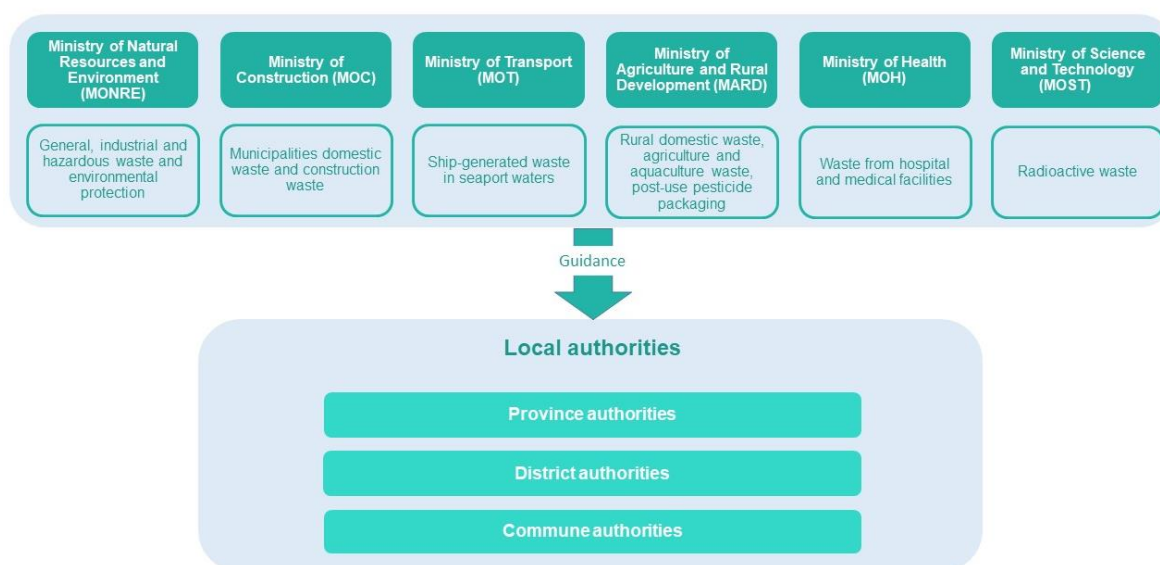 Ministry of Natural
Resources and
Environment
(MONRE)
Ministry of
Construction (MOC)
Ministry of Transport
(MOT)
Ministry of
Agriculture and Rural
Development (MARD)
Ministry of Health
(MOH)
Ministry of Science
and Technology
(MOST)
General, industrial and
hazardous waste and
environmental
protection
Municipalities domestic
waste and construction
waste
Ship-generated waste
in seaport waters
Rural domestic waste,
agriculture and
aquaculture waste,
post-use pesticide
packaging
Waste from hospital
and medical facilities
Radioactive waste
Guidance
Local authorities
Province authorities
District authorities
Commune authorities